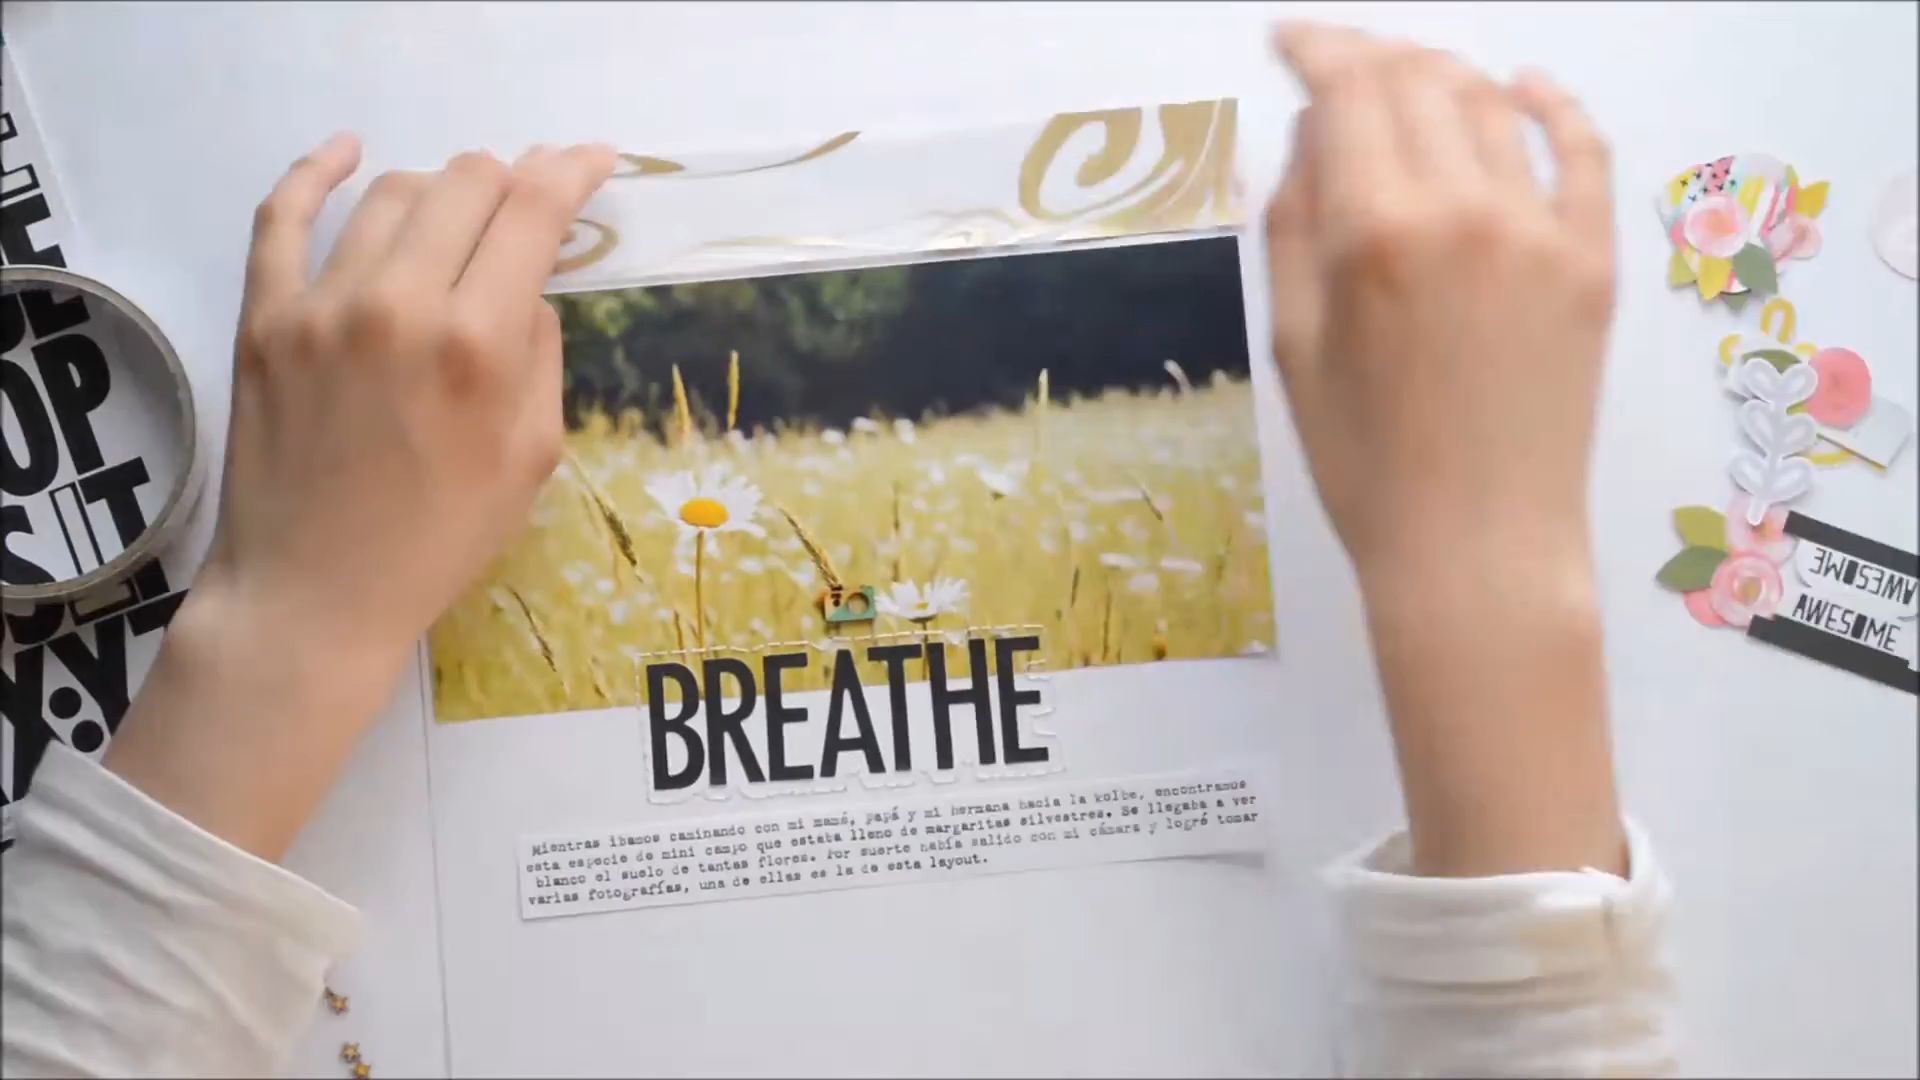 BREATHE
Mientras íbamos caminando con mi mamá, papá y mi hermana hacia la kolbe, encontramos
esta especie de mini campo que estaba lleno de margaritas silvestres. Se llegaba a ver
blanco el suelo de tantas flores. Por suerte había salido con mi cámara y logré tomar
varias fotografías, una de ellas es la de esta layout.
AWESOME
AWESOME
OP
IT